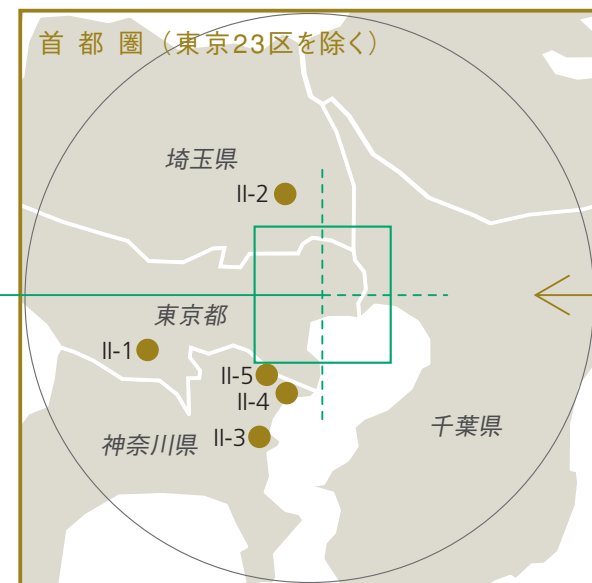 首都圏（東京23区を除く）
埼玉県
II-2
東京都
II-1
II-5
II-4
II-3
神奈川県
千葉県